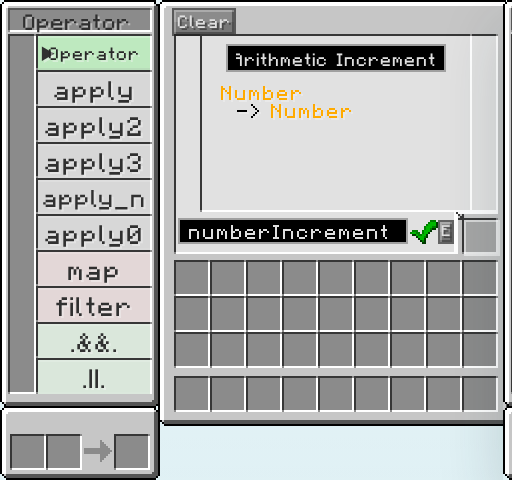 Operator
Operator
apply
apply2
apply3
apply_n
apply0
map
filter
.&&.
.||.
Clear
Arithmetic Increment
Number
-> Number
numberIncrement
E